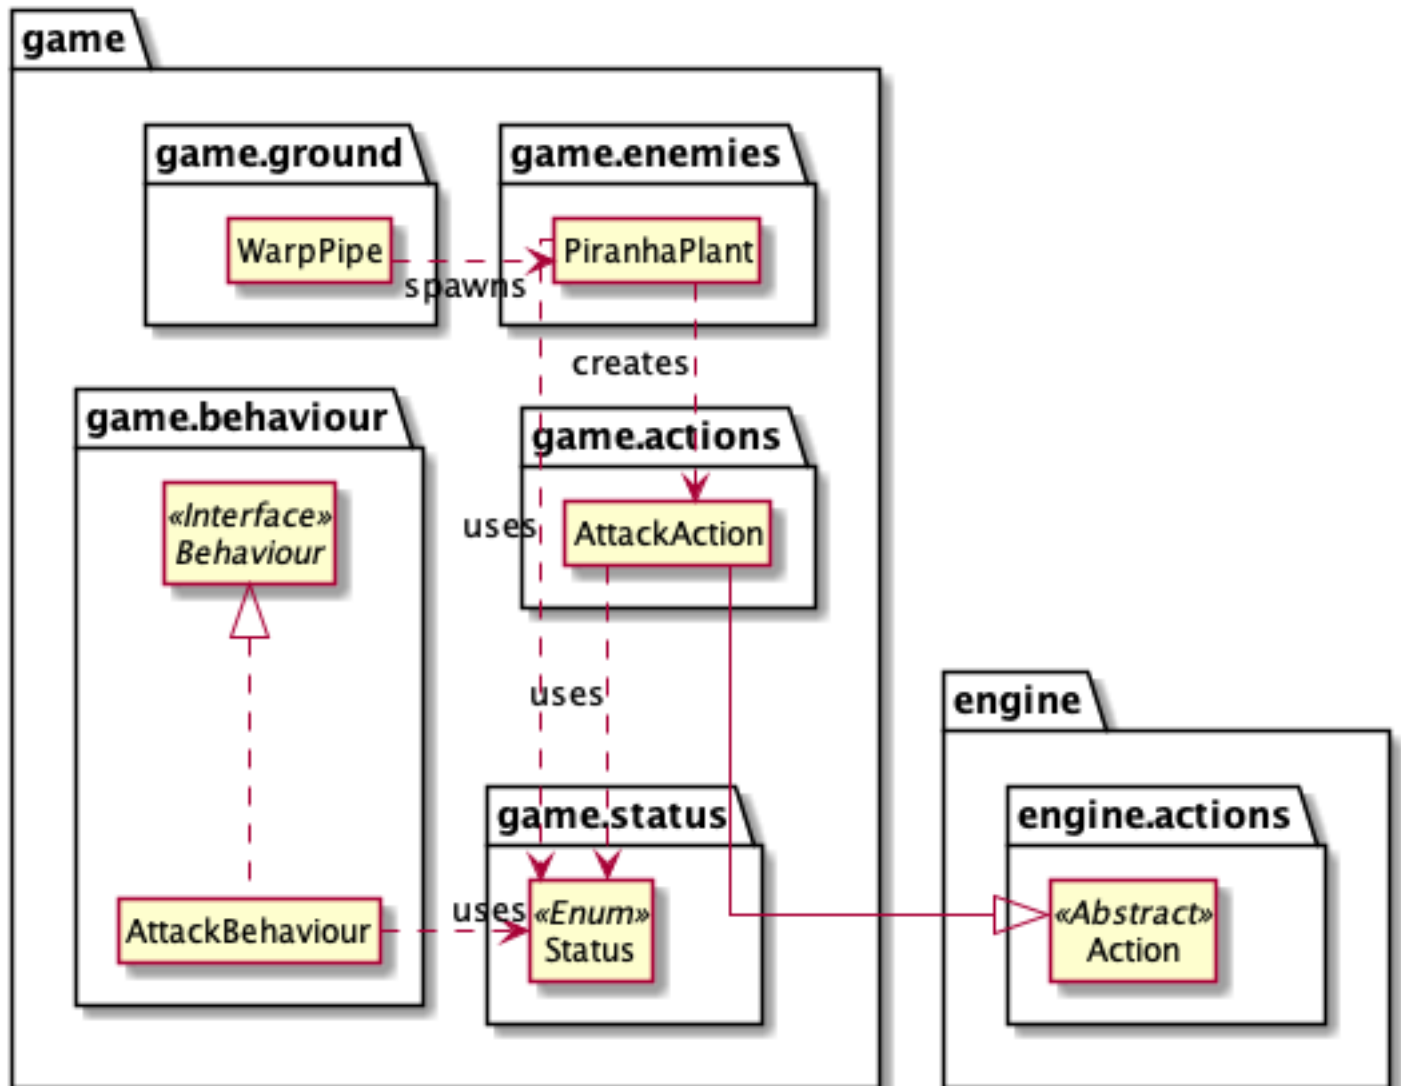 game
game.ground
game.enemies
WarpPipe
PiranhaPlant
spawns
creates
game.behaviour
game.actions
«Interface»
Behaviour
uses
AttackAction
uses
engine
game.status
engine.actions
AttackBehaviour
uses
«Enum»
Status
«Abstract»
Action